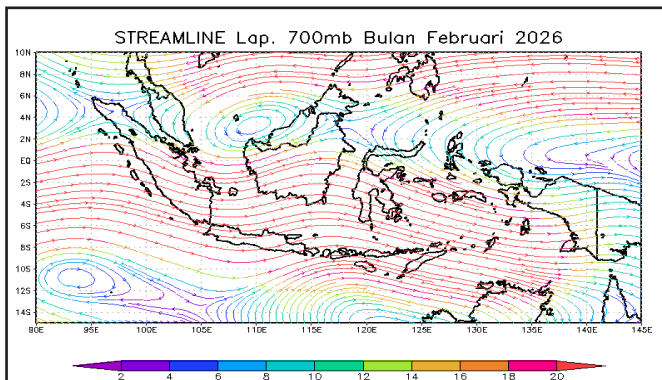 STREAMLINE Lap. 700mb Bulan Februari 2026
10N
8N
6N
4N
2N
EQ
2S
4S
6S
8S
10S
12S
14S
90E 95E 100E 105E 110E 115E 120E 125E 130E 135E 140E 145E
2 4 6 8 10 12 14 16 18 20